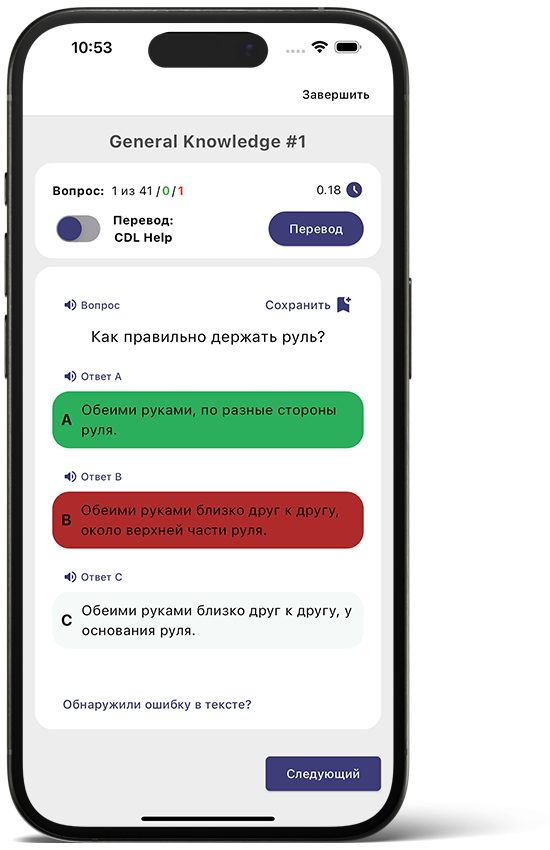 10:53
Завершить
General Knowledge #1
Вопрос: 1 из 41 /0/1
0.18
Перевод:
CDL Help
Перевод
Вопрос
Сохранить
Как правильно держать руль?
Ответ A
A
Обеими руками, по разные стороны
руля.
Ответ B
B
Обеими руками близко друг к другу,
около верхней части руля.
Ответ C
C
Обеими руками близко друг к другу, у
основания руля.
Обнаружили ошибку в тексте?
Следующий